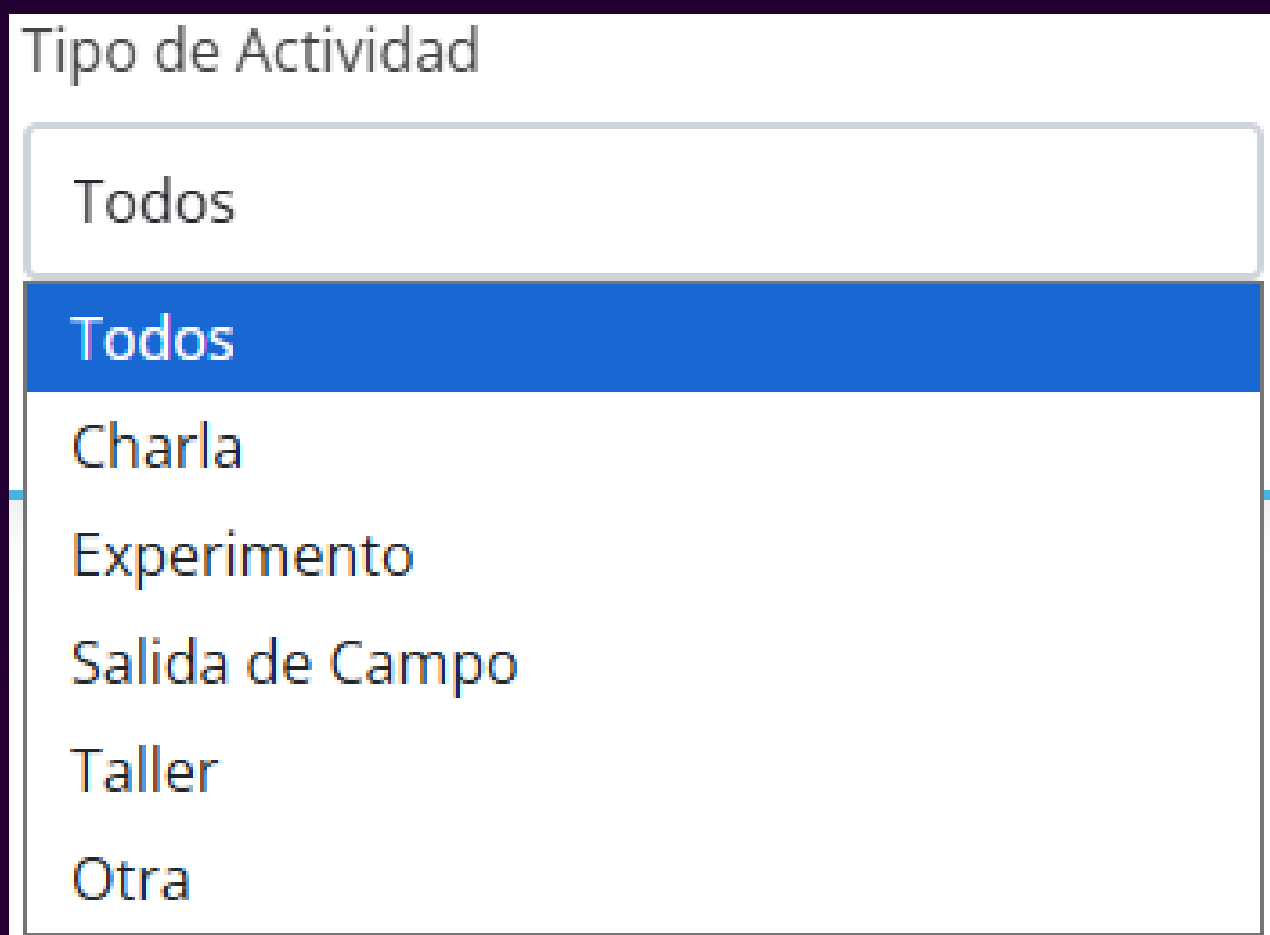 Tipo de Actividad
Todos
Todos
Charla
Experimento
Salida de Campo
Taller
Otra